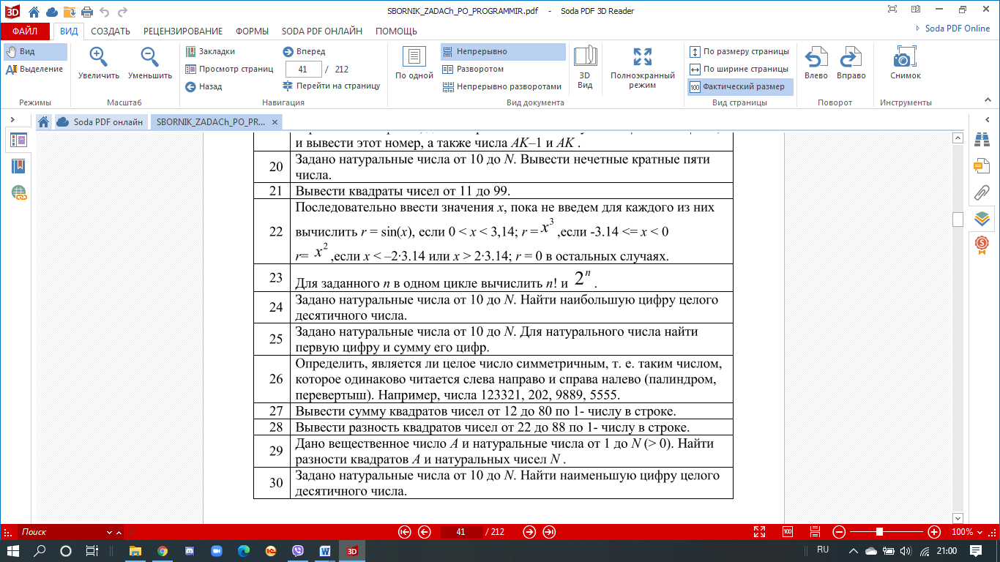 SBORNIK_ZADACh_PO_PROGRAMMIR.pdf - Soda PDF 3D Reader
ФАЙЛ ВИД СОЗДАТЬ РЕЦЕНЗИРОВАНИЕ ФОРМЫ SODA PDF ОНЛАЙН ПОМОЩЬ Soda PDF Online
Вид
Выделение
Режимы
Увеличить Уменьшить
Масштаб
Закладки
Просмотр страниц
Назад
Вперед
41 / 212
Перейти на страницу
Навигация
По одной
Непрерывно
Разворотом
Непрерывно разворотами
3D Вид
Вид документа
Полноэкранный режим
По размеру страницы
По ширине страницы
100 Фактический размер
Вид страницы
Влево Вправо
Поворот
Снимок
Инструменты
Soda PDF онлайн SBORNIK_ZADACh_PO_PR...
и вывести этот номер, а также числа AK–1 и AK .
20 Задано натуральные числа от 10 до N. Вывести нечетные кратные пяти
числа.
21 Вывести квадраты чисел от 11 до 99.
Последовательно ввести значения x, пока не введем для каждого из них
22 вычислить r = sin(x), если 0 < x < 3,14; r = x³ ,если -3.14 <= x < 0
r= x² ,если x < –2·3.14 или x > 2·3.14; r = 0 в остальных случаях.
23 Для заданного n в одном цикле вычислить n! и 2ⁿ .
24 Задано натуральные числа от 10 до N. Найти наибольшую цифру целого
десятичного числа.
25 Задано натуральные числа от 10 до N. Для натурального числа найти
первую цифру и сумму его цифр.
Определить, является ли целое число симметричным, т. е. таким числом,
26 которое одинаково читается слева направо и справа налево (палиндром,
перевертыш). Например, числа 123321, 202, 9889, 5555.
27 Вывести сумму квадратов чисел от 12 до 80 по 1- числу в строке.
28 Вывести разность квадратов чисел от 22 до 88 по 1- числу в строке.
29 Дано вещественное число A и натуральные числа от 1 до N (> 0). Найти
разности квадратов A и натуральных чисел N .
30 Задано натуральные числа от 10 до N. Найти наименьшую цифру целого
десятичного числа.
Поиск 41 / 212 100 100%
3D RU 21:00